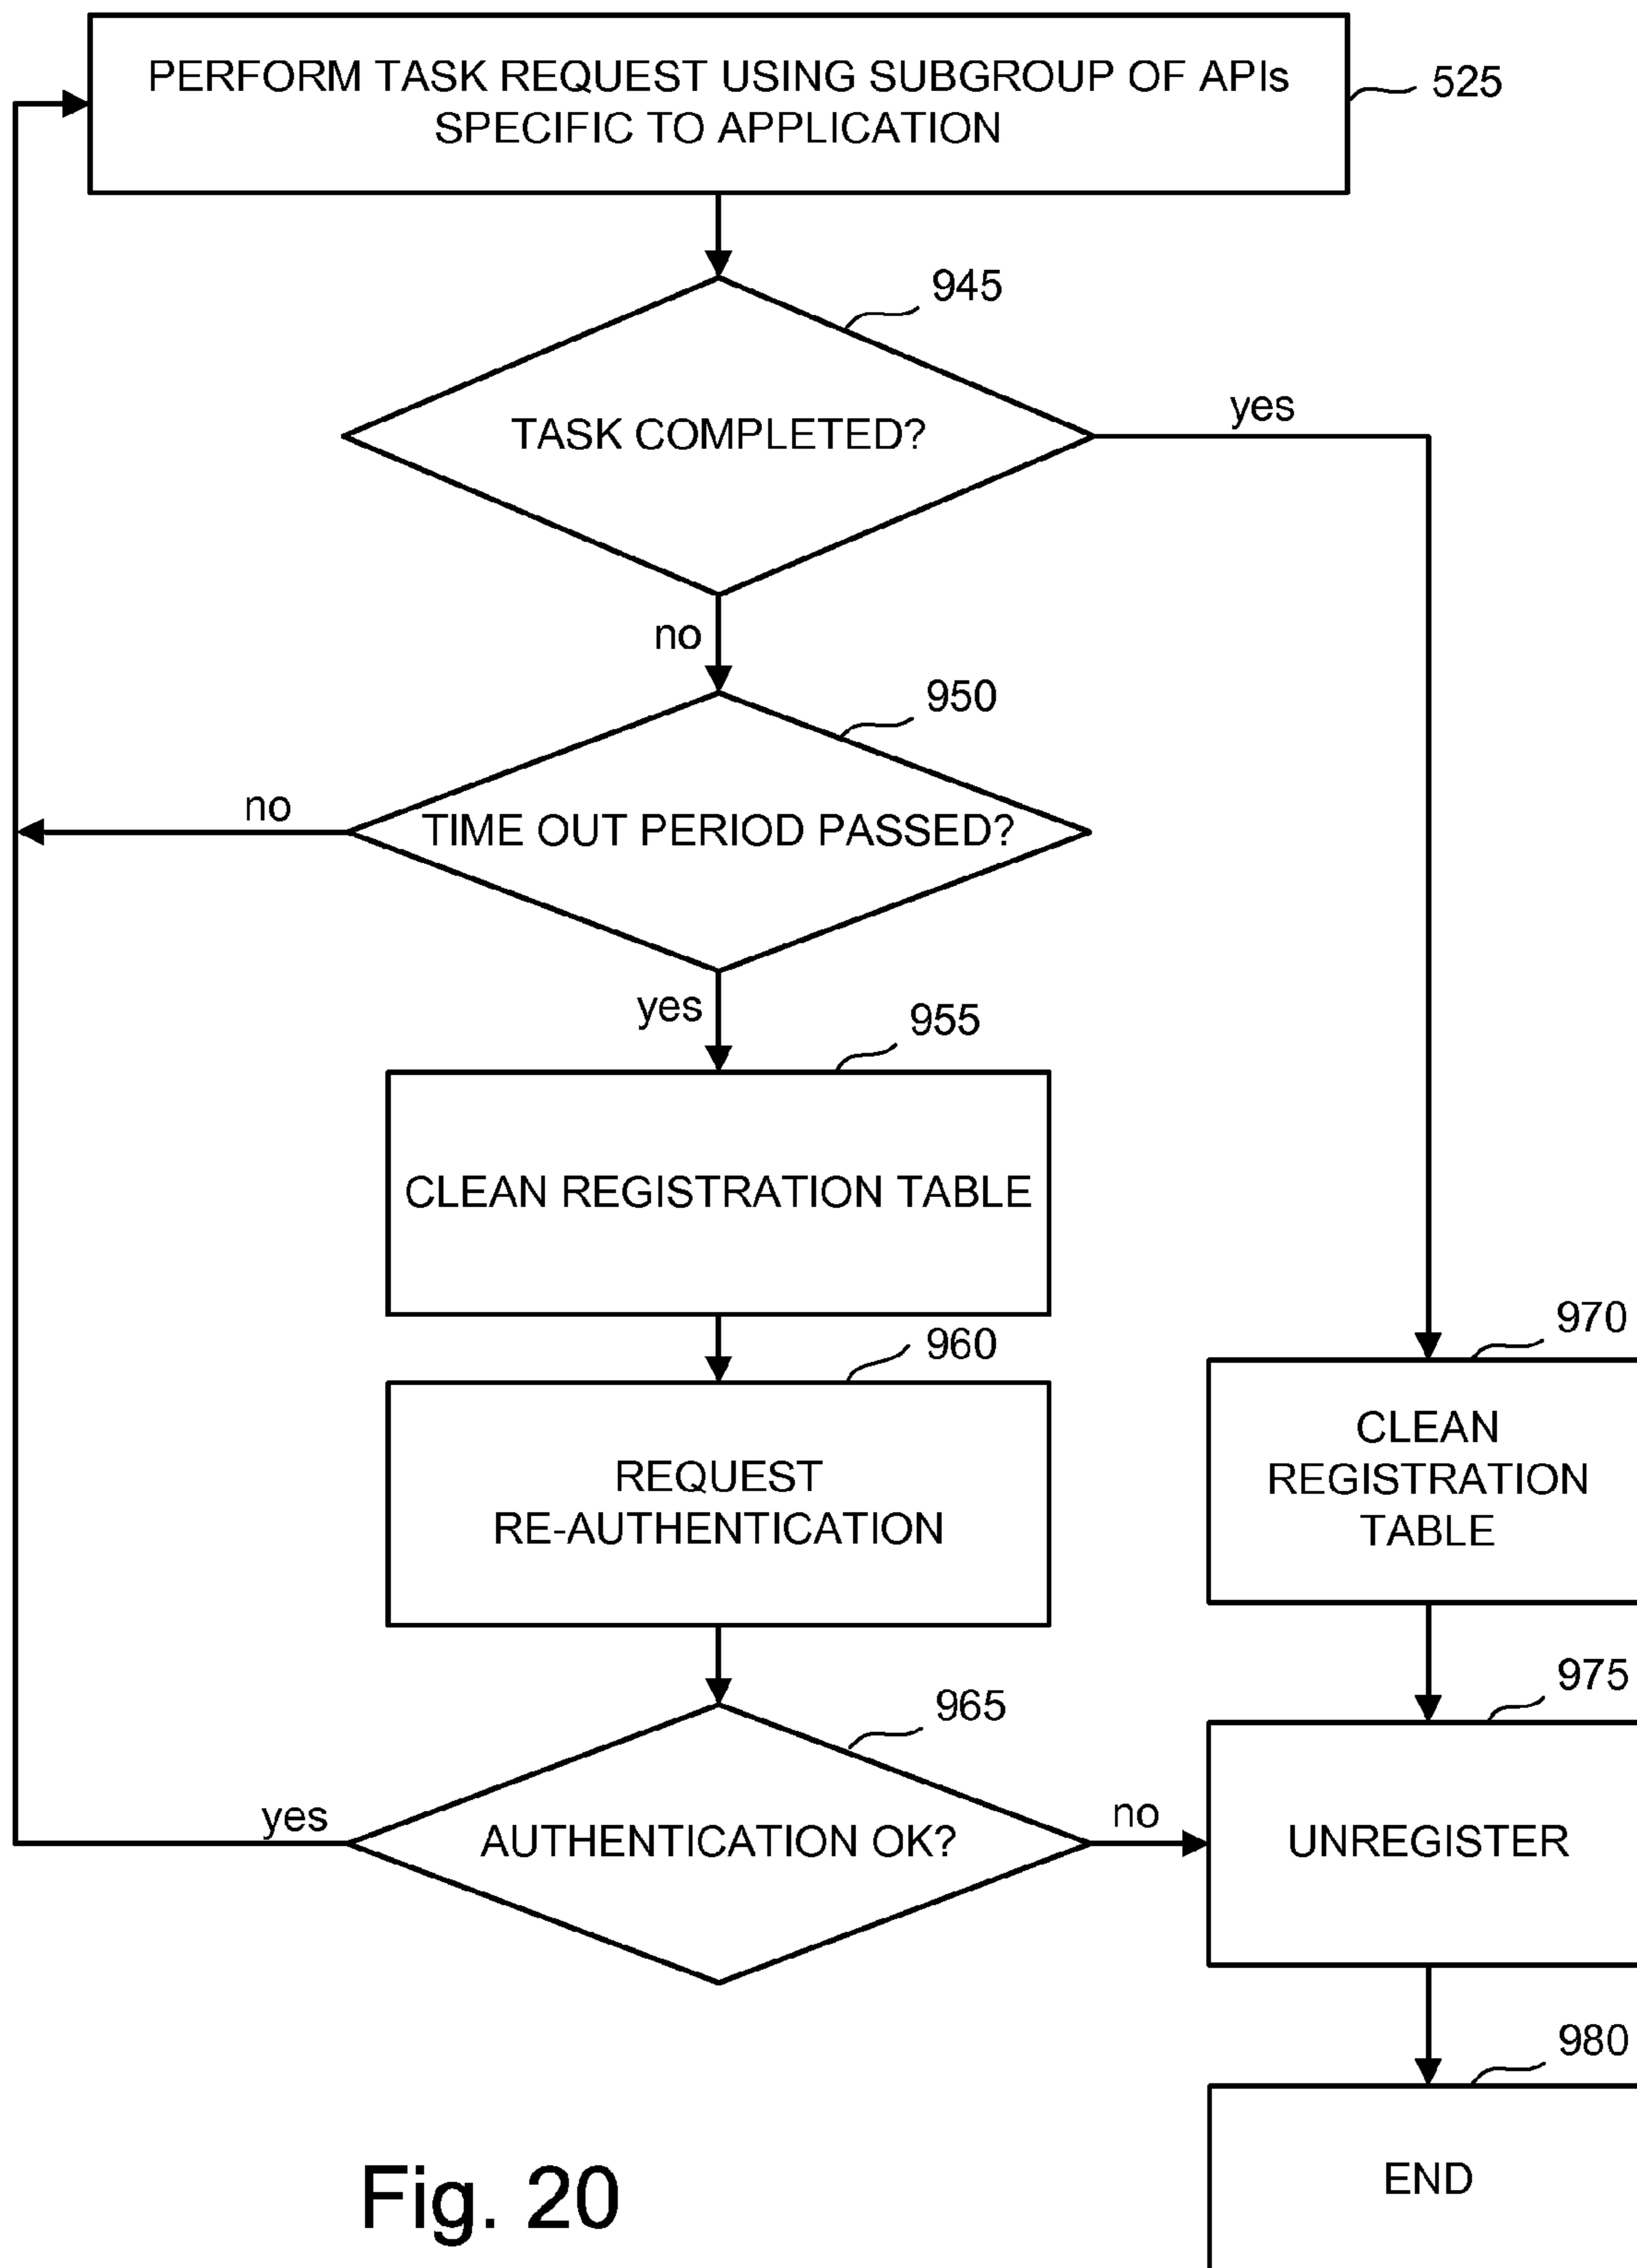 PERFORM TASK REQUEST USING SUBGROUP OF APIs
SPECIFIC TO APPLICATION
525
945
TASK COMPLETED?
yes
no
950
no
TIME OUT PERIOD PASSED?
yes
955
CLEAN REGISTRATION TABLE
960
REQUEST
RE-AUTHENTICATION
970
CLEAN
REGISTRATION
TABLE
965
yes
AUTHENTICATION OK?
no
975
UNREGISTER
980
END
Fig. 20